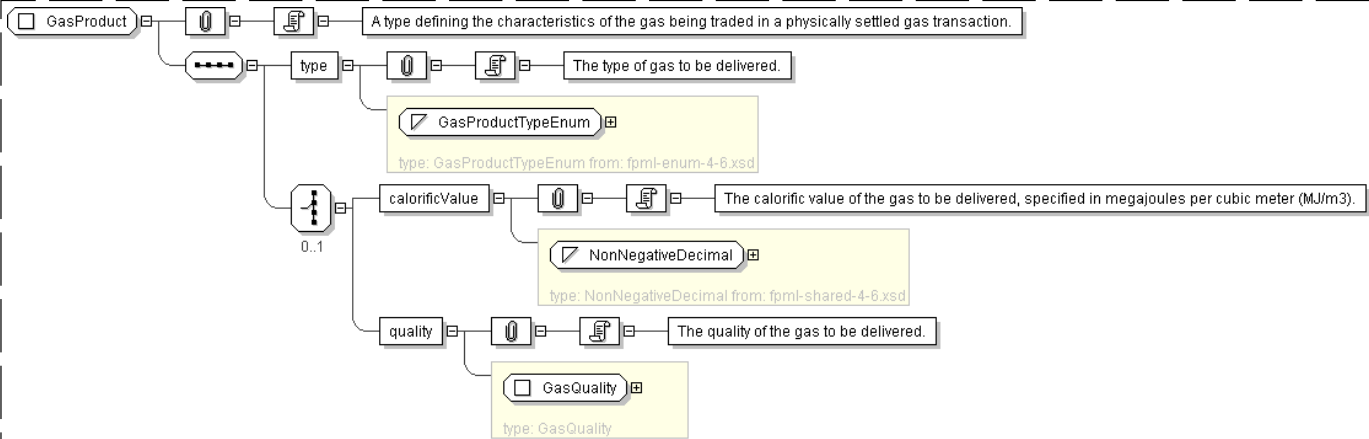 GasProduct
A type defining the characteristics of the gas being traded in a physically settled gas transaction.
type
The type of gas to be delivered.
GasProductTypeEnum
type: GasProductTypeEnum from: fpml-enum-4-6.xsd
calorificValue
The calorific value of the gas to be delivered, specified in megajoules per cubic meter (MJ/m3).
0..1
NonNegativeDecimal
type: NonNegativeDecimal from: fpml-shared-4-6.xsd
quality
The quality of the gas to be delivered.
GasQuality
type: GasQuality